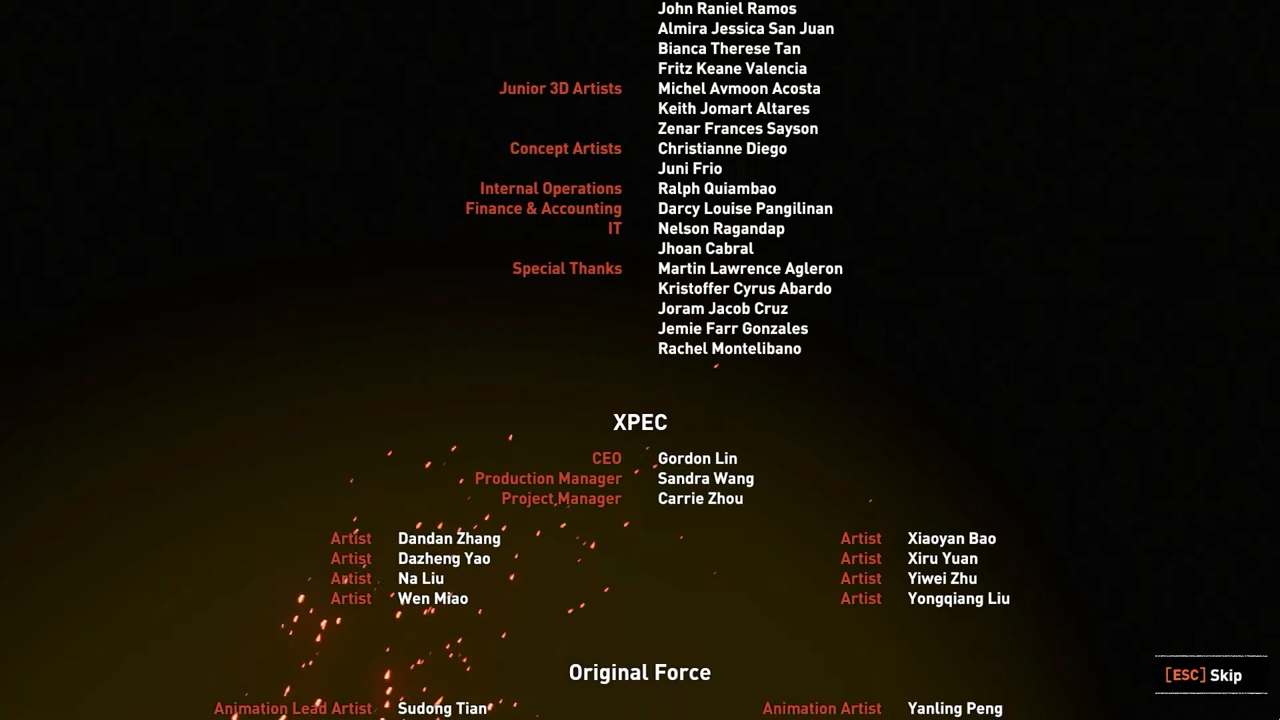 John Raniel Ramos
Almira Jessica San Juan
Bianca Therese Tan
Fritz Keane Valencia
Junior 3D Artists Michel Avmoon Acosta
Keith Jomart Altares
Zenar Frances Sayson
Concept Artists Christianne Diego
Juni Frio
Internal Operations Ralph Quiambao
Finance & Accounting Darcy Louise Pangilinan
IT Nelson Ragandap
Jhoan Cabral
Special Thanks Martin Lawrence Agleron
Kristoffer Cyrus Abardo
Joram Jacob Cruz
Jemie Farr Gonzales
Rachel Montelibano
XPEC
CEO Gordon Lin
Production Manager Sandra Wang
Project Manager Carrie Zhou
Artist Dandan Zhang Artist Xiaoyan Bao
Artist Dazheng Yao Artist Xiru Yuan
Artist Na Liu Artist Yiwei Zhu
Artist Wen Miao Artist Yongqiang Liu
Original Force
[ESC] Skip
Animation Lead Artist Sudong Tian Animation Artist Yanling Peng